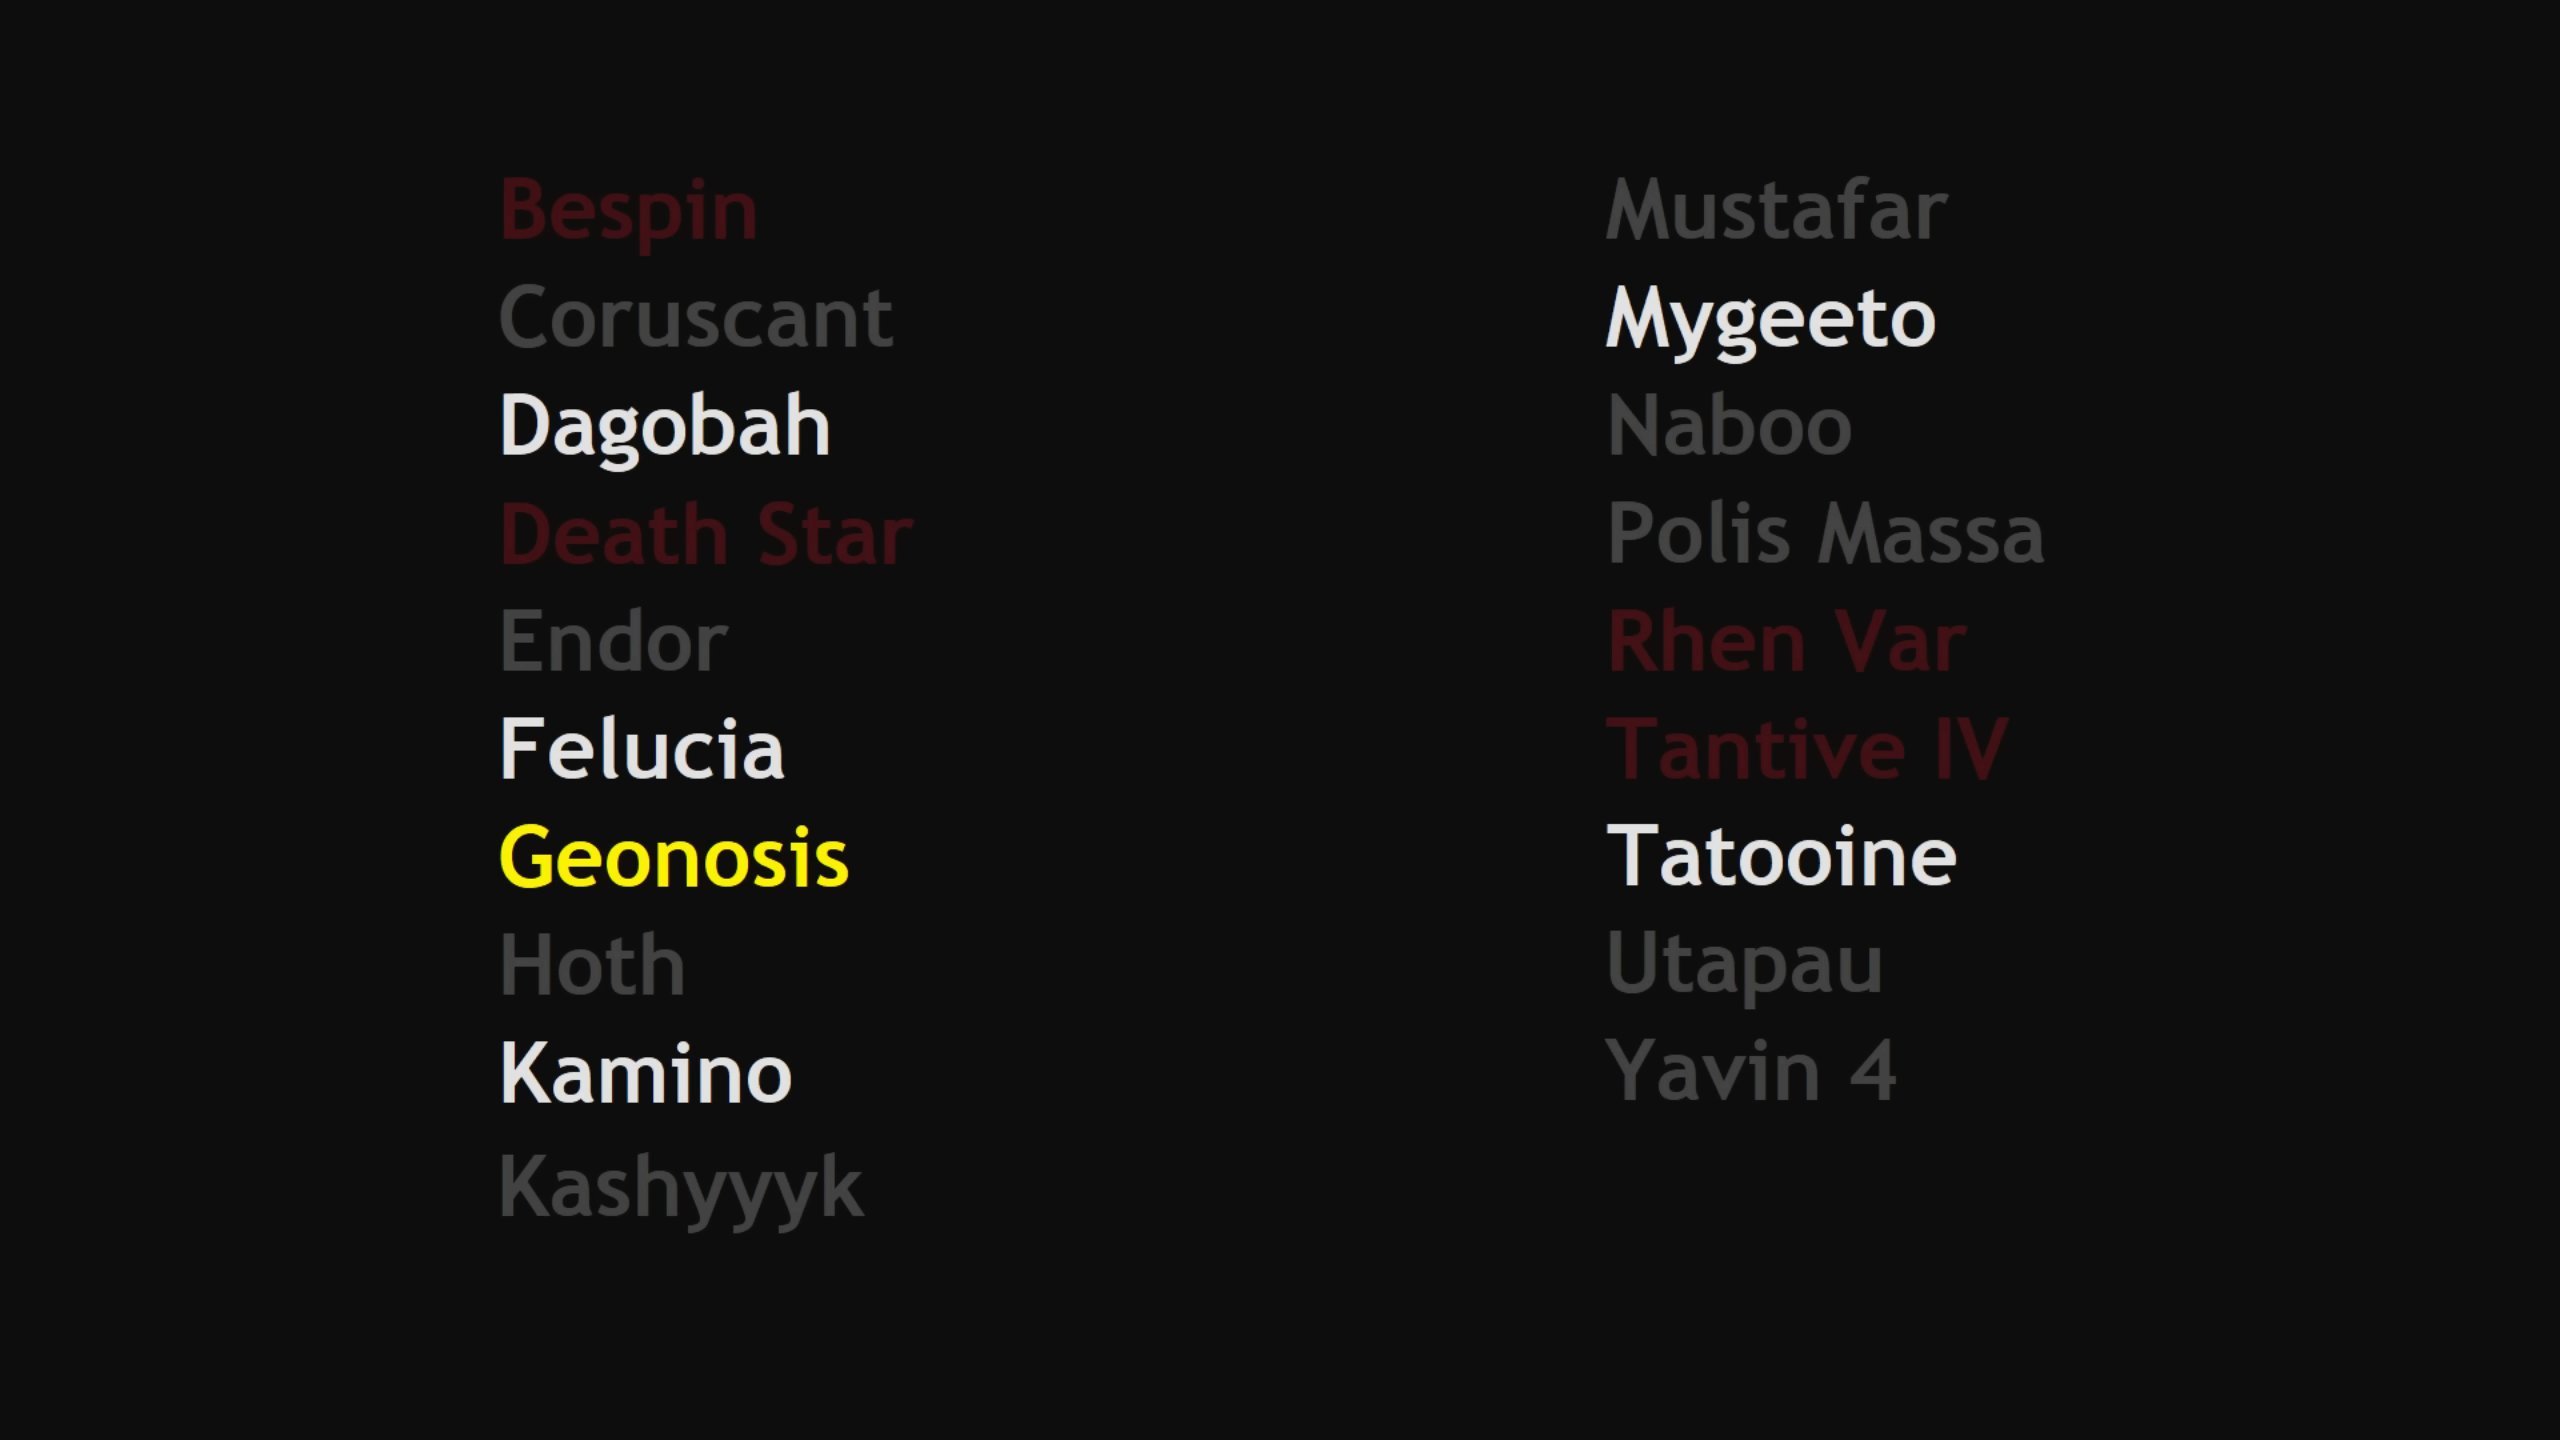 Bespin
Coruscant
Dagobah
Death Star
Endor
Felucia
Geonosis
Hoth
Kamino
Kashyyyk
Mustafar
Mygeeto
Naboo
Polis Massa
Rhen Var
Tantive IV
Tatooine
Utapau
Yavin 4